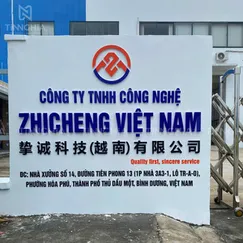 TINNGHIA
CÔNG TY TNHH CÔNG NGHỆ
ZHICHENG VIỆT NAM
挚诚科技(越南)有限公司
Quality first, sincere service
ĐC: NHÀ XƯỞNG SỐ 14, ĐƯỜNG TIÊN PHONG 13 (1P NHÀ 3A3-1, LÔ TR-A-D),
PHƯỜNG HÒA PHÚ, THÀNH PHỐ THỦ DẦU MỘT, BÌNH DƯƠNG, VIỆT NAM